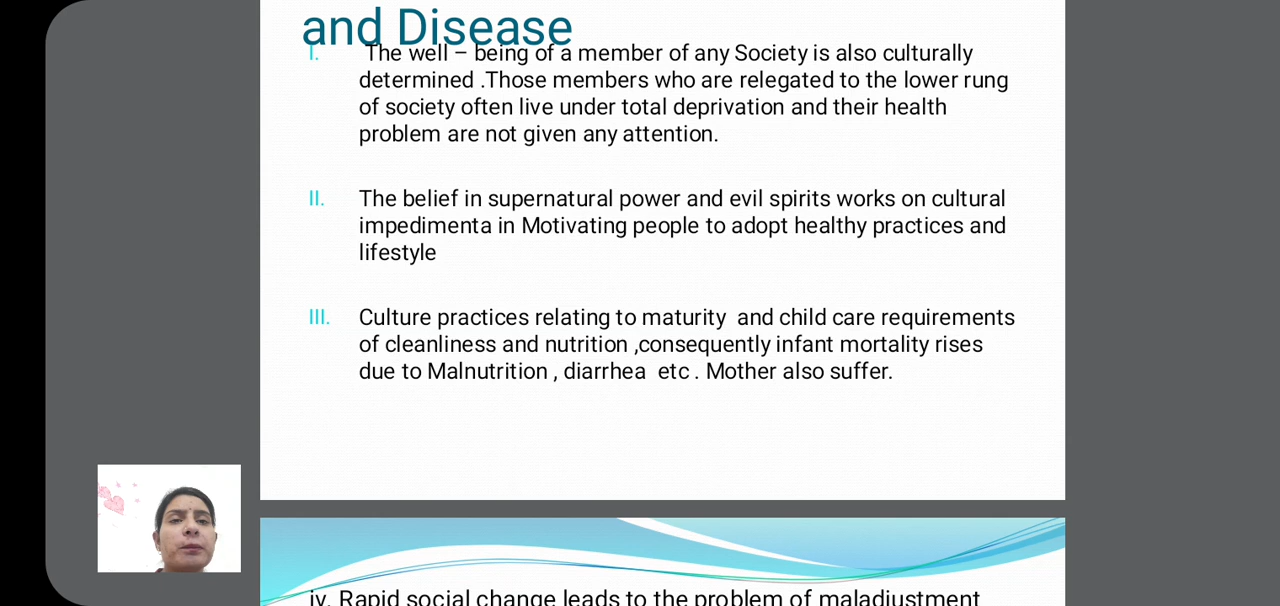 and Disease
I. The well – being of a member of any Society is also culturally
determined .Those members who are relegated to the lower rung
of society often live under total deprivation and their health
problem are not given any attention.
II. The belief in supernatural power and evil spirits works on cultural
impedimenta in Motivating people to adopt healthy practices and
lifestyle
III. Culture practices relating to maturity  and child care requirements
of cleanliness and nutrition ,consequently infant mortality rises
due to Malnutrition , diarrhea  etc . Mother also suffer.
iv. Rapid social change leads to the problem of maladjustment